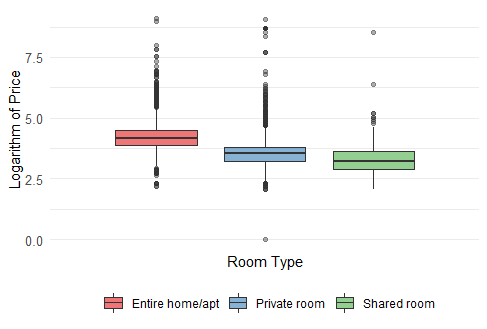 Logarithm of Price
7.5
5.0
2.5
0.0
Room Type
Entire home/apt Private room Shared room